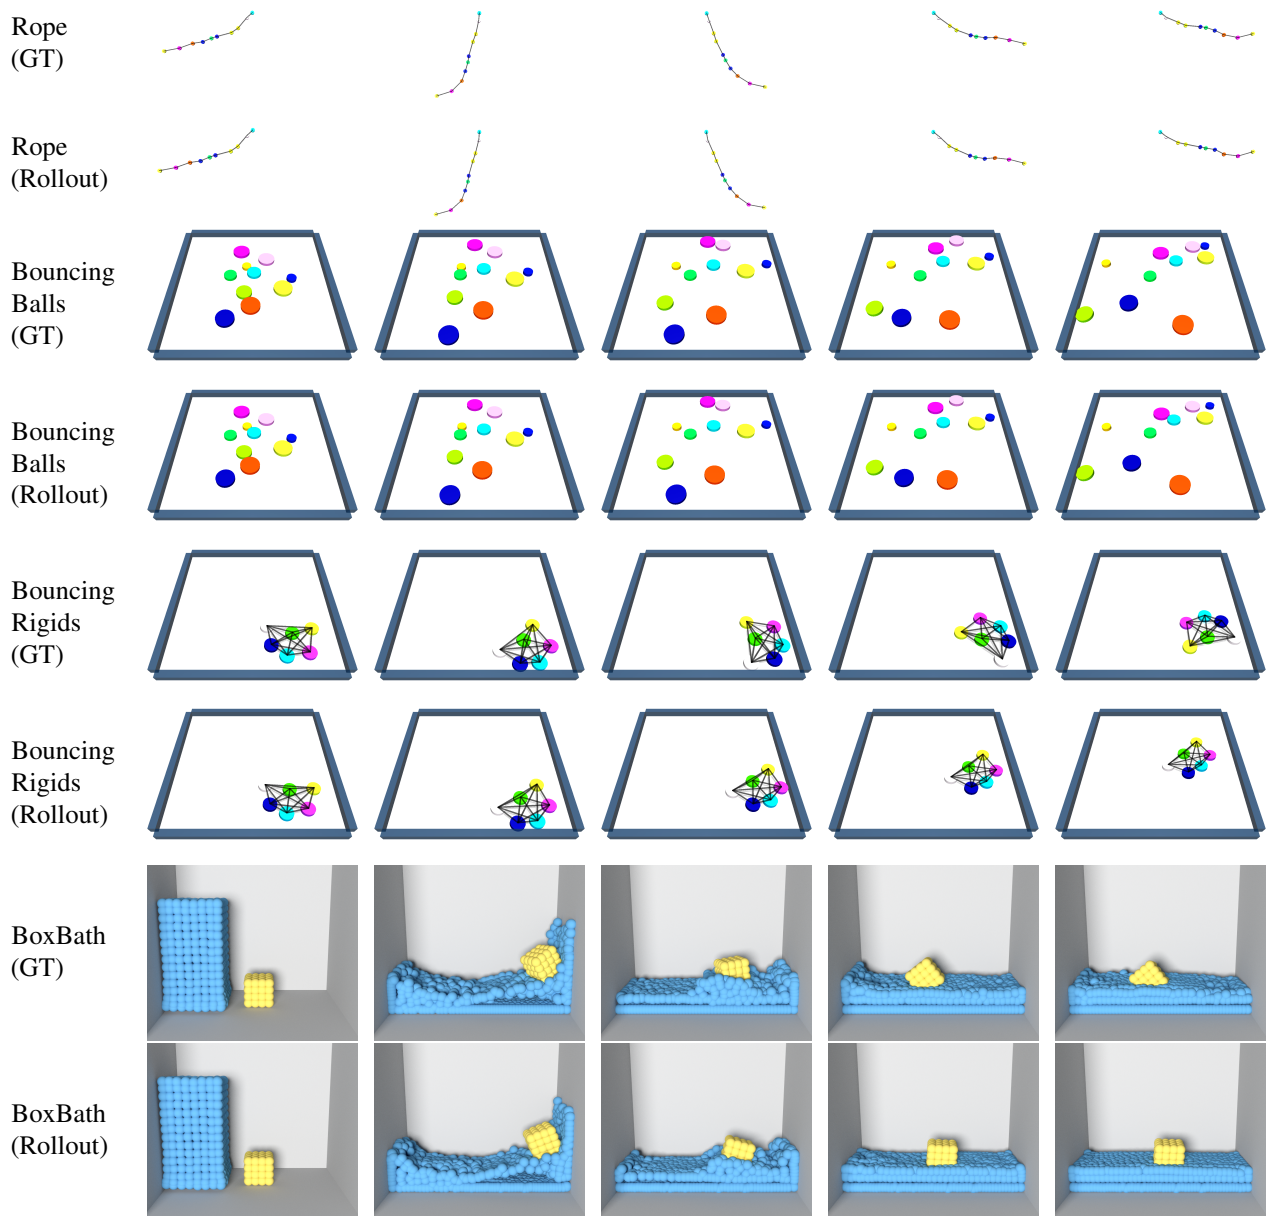 Rope
(GT)
Rope
(Rollout)
Bouncing
Balls
(GT)
Bouncing
Balls
(Rollout)
Bouncing
Rigids
(GT)
Bouncing
Rigids
(Rollout)
BoxBath
(GT)
BoxBath
(Rollout)